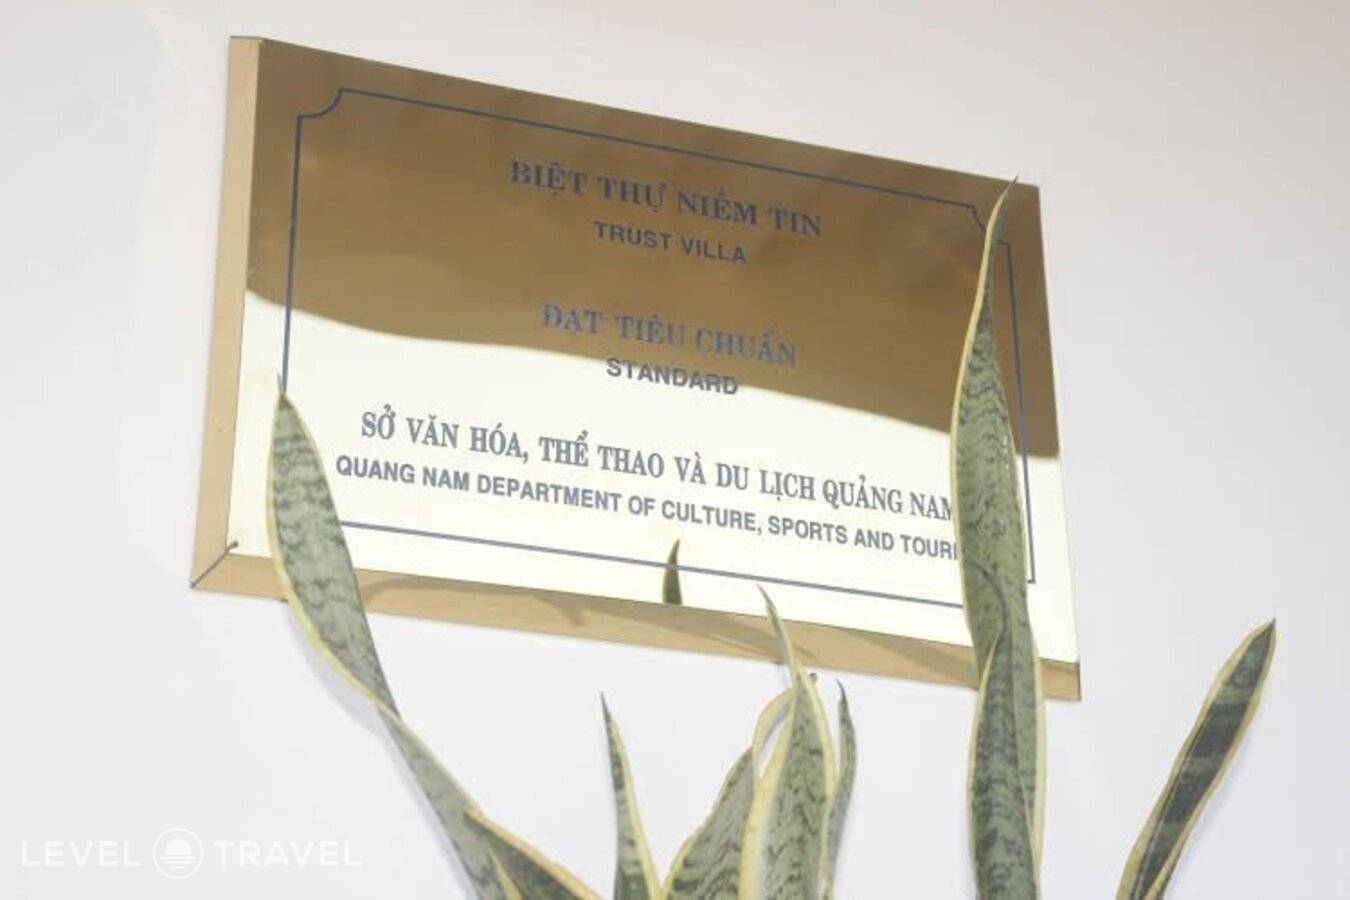 BIỆT THỰ NIỀM TIN
TRUST VILLA
ĐẠT TIÊU CHUẨN
STANDARD
SỞ VĂN HÓA, THỂ THAO VÀ DU LỊCH QUẢNG NAM
QUANG NAM DEPARTMENT OF CULTURE, SPORTS AND
LEVEL TRAVEL